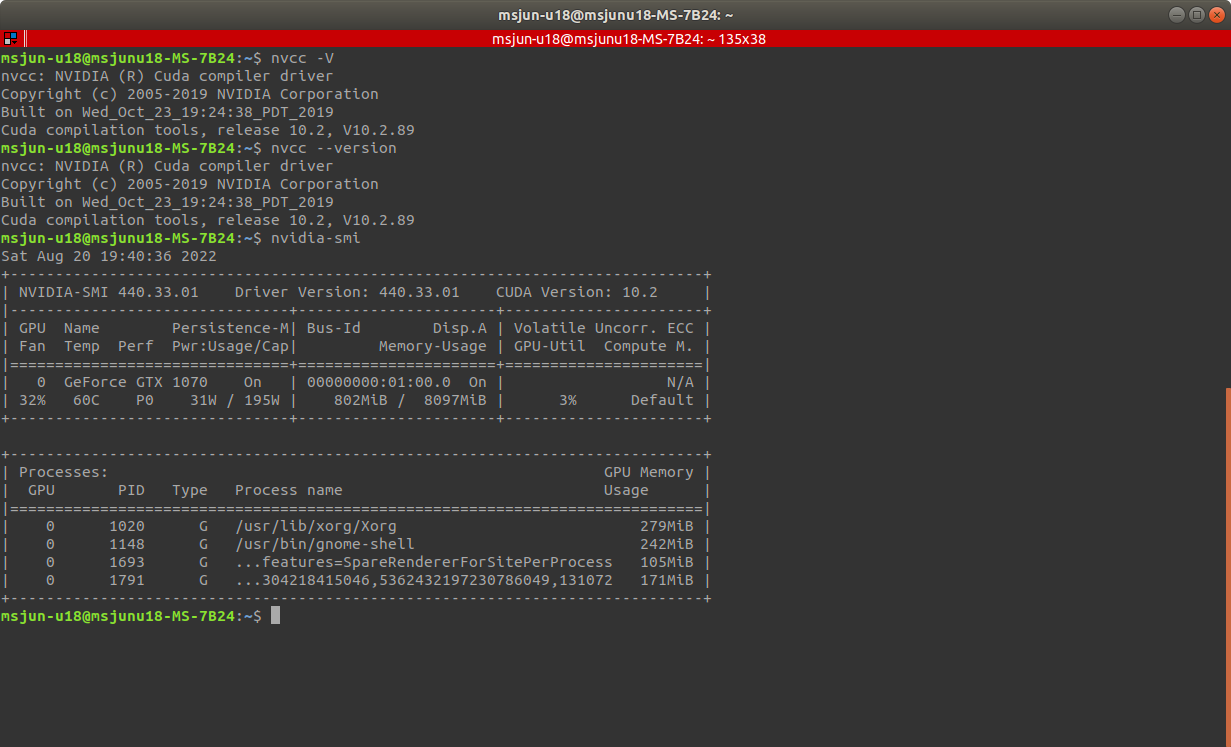 msjun-u18@msjunu18-MS-7B24: ~
msjun-u18@msjunu18-MS-7B24: ~ 135x38
msjun-u18@msjunu18-MS-7B24:~$ nvcc -V
nvcc: NVIDIA (R) Cuda compiler driver
Copyright (c) 2005-2019 NVIDIA Corporation
Built on Wed_Oct_23_19:24:38_PDT_2019
Cuda compilation tools, release 10.2, V10.2.89
msjun-u18@msjunu18-MS-7B24:~$ nvcc --version
nvcc: NVIDIA (R) Cuda compiler driver
Copyright (c) 2005-2019 NVIDIA Corporation
Built on Wed_Oct_23_19:24:38_PDT_2019
Cuda compilation tools, release 10.2, V10.2.89
msjun-u18@msjunu18-MS-7B24:~$ nvidia-smi
Sat Aug 20 19:40:36 2022
+-----------------------------------------------------------------------------+
| NVIDIA-SMI 440.33.01    Driver Version: 440.33.01    CUDA Version: 10.2     |
|-------------------------------+----------------------+----------------------+
| GPU  Name        Persistence-M| Bus-Id        Disp.A | Volatile Uncorr. ECC |
| Fan  Temp  Perf  Pwr:Usage/Cap|         Memory-Usage | GPU-Util  Compute M. |
|===============================+======================+======================|
|   0  GeForce GTX 1070    On   | 00000000:01:00.0  On |                  N/A |
| 32%   60C    P0    31W / 195W |    802MiB /  8097MiB |      3%      Default |
+-------------------------------+----------------------+----------------------+
+-----------------------------------------------------------------------------+
| Processes:                                                       GPU Memory |
|  GPU       PID   Type   Process name                             Usage      |
|=============================================================================|
|    0      1020      G   /usr/lib/xorg/Xorg                           279MiB |
|    0      1148      G   /usr/bin/gnome-shell                         242MiB |
|    0      1693      G   ...features=SpareRendererForSitePerProcess   105MiB |
|    0      1791      G   ...304218415046,5362432197230786049,131072   171MiB |
+-----------------------------------------------------------------------------+
msjun-u18@msjunu18-MS-7B24:~$